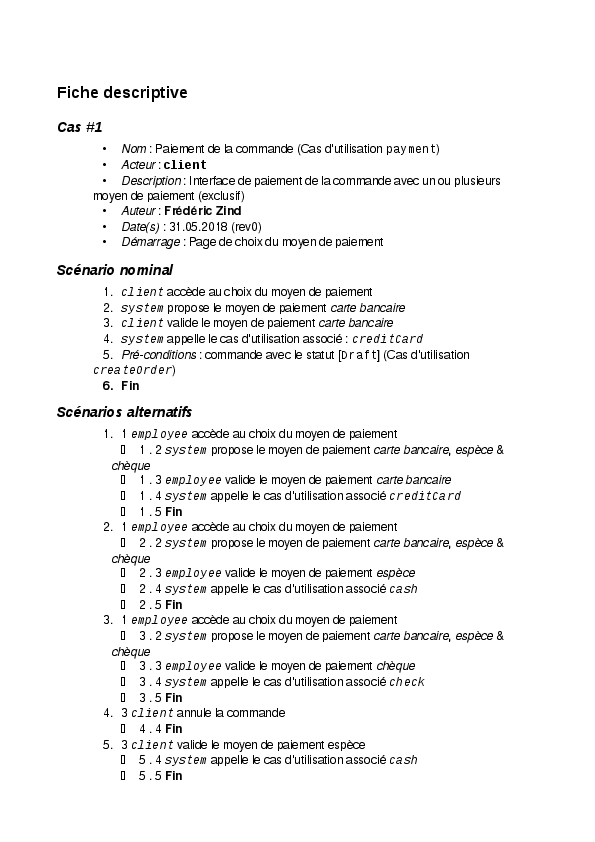 Fiche descriptive
Cas #1
• Nom : Paiement de la commande (Cas d'utilisation payment)
• Acteur : client
• Description : Interface de paiement de la commande avec un ou plusieurs
moyen de paiement (exclusif)
• Auteur : Frédéric Zind
• Date(s) : 31.05.2018 (rev0)
• Démarrage : Page de choix du moyen de paiement
Scénario nominal
1. client accède au choix du moyen de paiement
2. system propose le moyen de paiement carte bancaire
3. client valide le moyen de paiement carte bancaire
4. system appelle le cas d'utilisation associé : creditCard
5. Pré-conditions : commande avec le statut [Draft] (Cas d'utilisation
createOrder)
6. Fin
Scénarios alternatifs
1. 1 employee accède au choix du moyen de paiement
▯ 1.2 system propose le moyen de paiement carte bancaire, espèce &
chèque
▯ 1.3 employee valide le moyen de paiement carte bancaire
▯ 1.4 system appelle le cas d'utilisation associé creditCard
▯ 1.5 Fin
2. 1 employee accède au choix du moyen de paiement
▯ 2.2 system propose le moyen de paiement carte bancaire, espèce &
chèque
▯ 2.3 employee valide le moyen de paiement espèce
▯ 2.4 system appelle le cas d'utilisation associé cash
▯ 2.5 Fin
3. 1 employee accède au choix du moyen de paiement
▯ 3.2 system propose le moyen de paiement carte bancaire, espèce &
chèque
▯ 3.3 employee valide le moyen de paiement chèque
▯ 3.4 system appelle le cas d'utilisation associé check
▯ 3.5 Fin
4. 3 client annule la commande
▯ 4.4 Fin
5. 3 client valide le moyen de paiement espèce
▯ 5.4 system appelle le cas d'utilisation associé cash
▯ 5.5 Fin